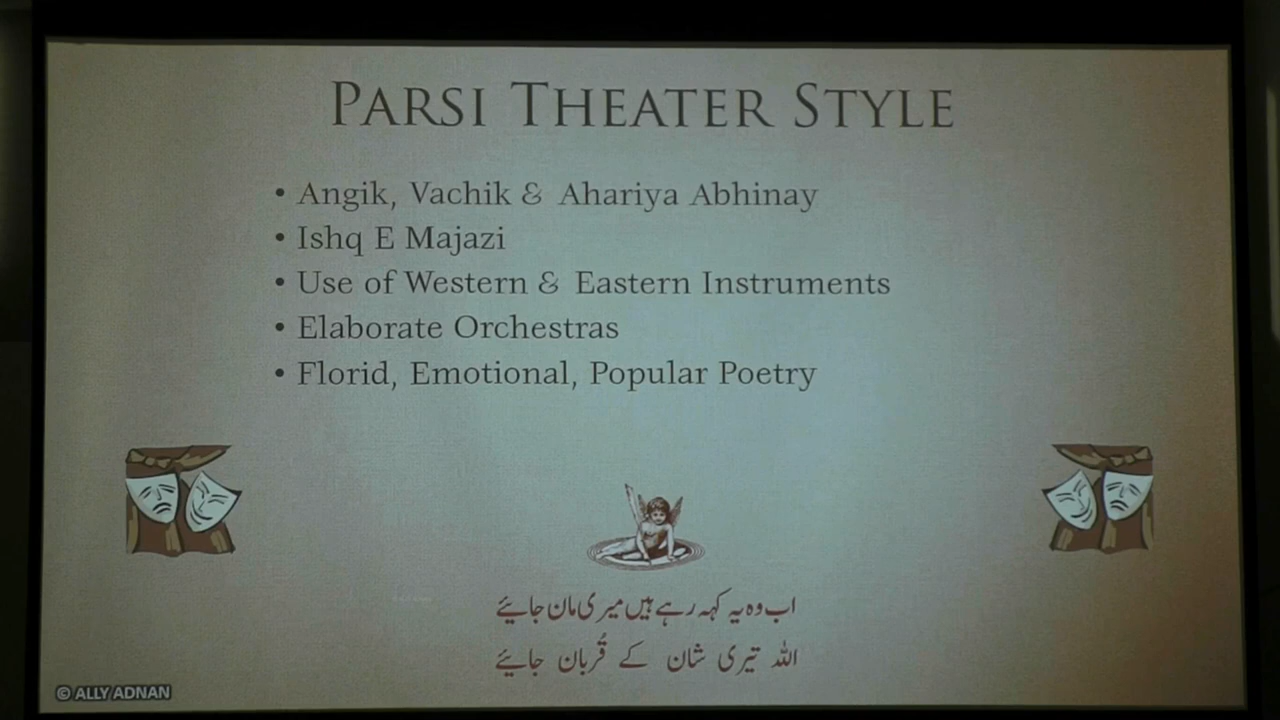 PARSI THEATER STYLE
• Angik, Vachik & Ahariya Abhinay
• Ishq E Majazi
• Use of Western & Eastern Instruments
• Elaborate Orchestras
• Florid, Emotional, Popular Poetry
اب وہ یہ کہہ رہے ہیں میری مان جائیے
اللہ تیری شان کے قُربان جائیے
© ALLY ADNAN